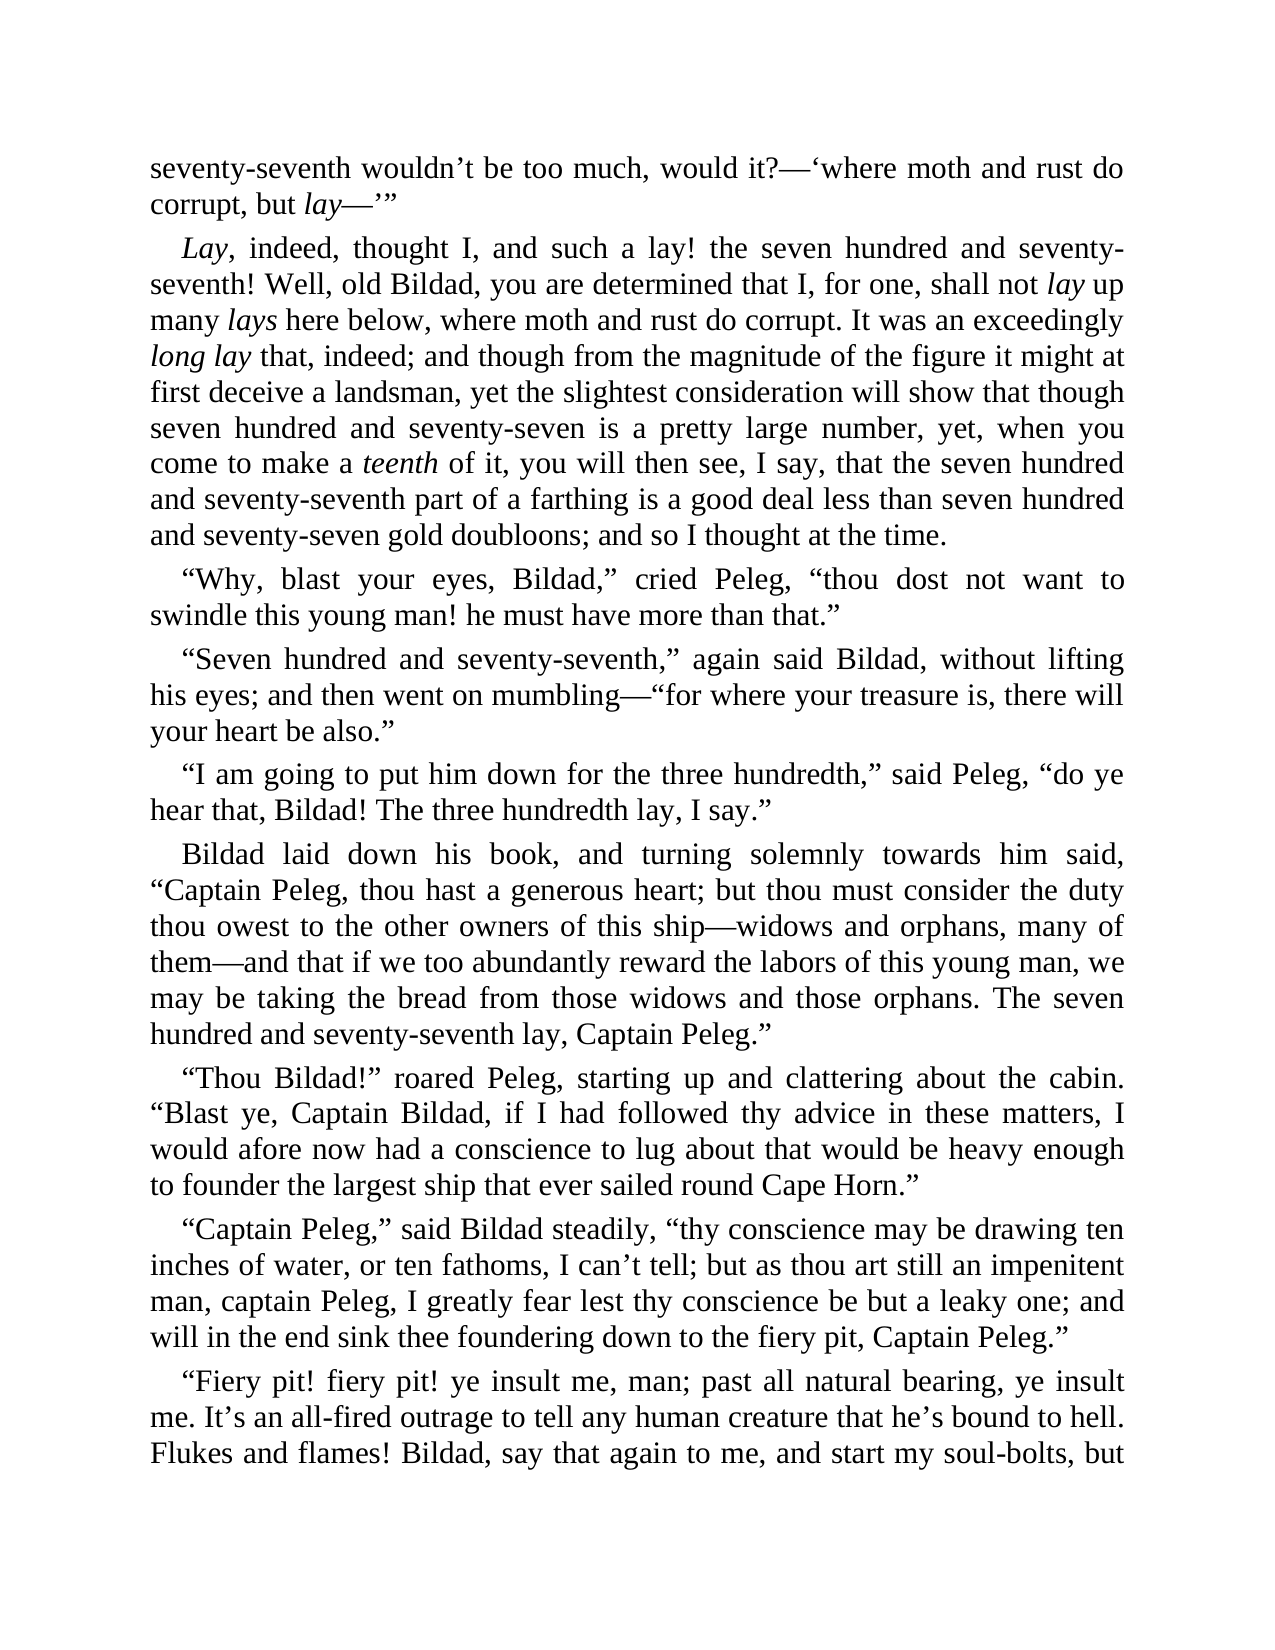 seventy-seventh wouldn’t be too much, would it?—‘where moth and rust do
corrupt, but lay—’”
Lay, indeed, thought I, and such a lay! the seven hundred and seventy-
seventh! Well, old Bildad, you are determined that I, for one, shall not lay up
many lays here below, where moth and rust do corrupt. It was an exceedingly
long lay that, indeed; and though from the magnitude of the figure it might at
first deceive a landsman, yet the slightest consideration will show that though
seven hundred and seventy-seven is a pretty large number, yet, when you
come to make a teenth of it, you will then see, I say, that the seven hundred
and seventy-seventh part of a farthing is a good deal less than seven hundred
and seventy-seven gold doubloons; and so I thought at the time.
“Why, blast your eyes, Bildad,” cried Peleg, “thou dost not want to
swindle this young man! he must have more than that.”
“Seven hundred and seventy-seventh,” again said Bildad, without lifting
his eyes; and then went on mumbling—“for where your treasure is, there will
your heart be also.”
“I am going to put him down for the three hundredth,” said Peleg, “do ye
hear that, Bildad! The three hundredth lay, I say.”
Bildad laid down his book, and turning solemnly towards him said,
“Captain Peleg, thou hast a generous heart; but thou must consider the duty
thou owest to the other owners of this ship—widows and orphans, many of
them—and that if we too abundantly reward the labors of this young man, we
may be taking the bread from those widows and those orphans. The seven
hundred and seventy-seventh lay, Captain Peleg.”
“Thou Bildad!” roared Peleg, starting up and clattering about the cabin.
“Blast ye, Captain Bildad, if I had followed thy advice in these matters, I
would afore now had a conscience to lug about that would be heavy enough
to founder the largest ship that ever sailed round Cape Horn.”
“Captain Peleg,” said Bildad steadily, “thy conscience may be drawing ten
inches of water, or ten fathoms, I can’t tell; but as thou art still an impenitent
man, captain Peleg, I greatly fear lest thy conscience be but a leaky one; and
will in the end sink thee foundering down to the fiery pit, Captain Peleg.”
“Fiery pit! fiery pit! ye insult me, man; past all natural bearing, ye insult
me. It’s an all-fired outrage to tell any human creature that he’s bound to hell.
Flukes and flames! Bildad, say that again to me, and start my soul-bolts, but